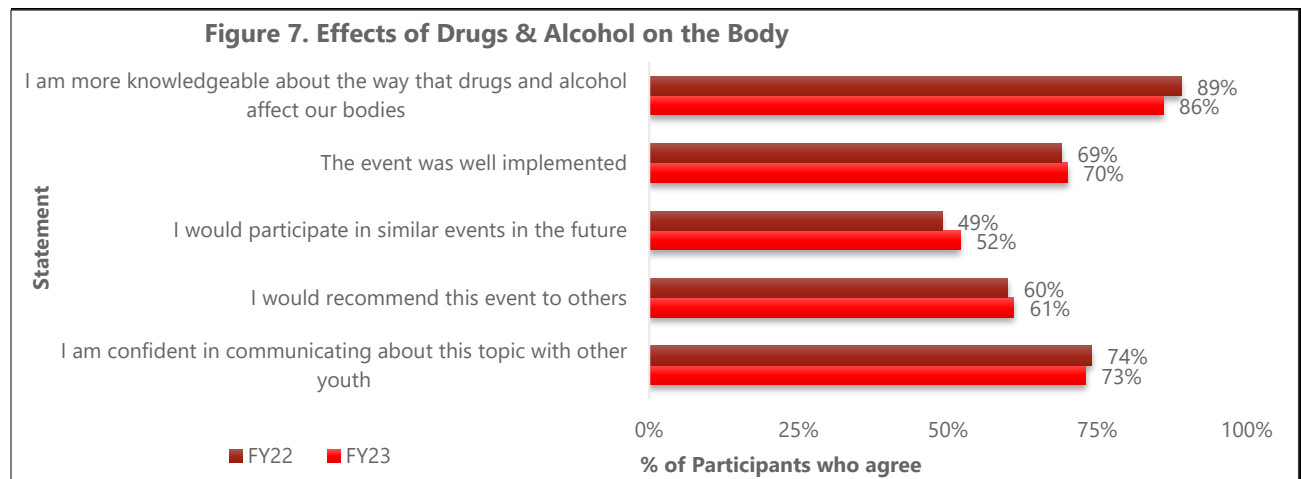 Figure 7. Effects of Drugs & Alcohol on the Body
Statement
I am more knowledgeable about the way that drugs and alcohol
affect our bodies
89%
86%
The event was well implemented
69%
70%
I would participate in similar events in the future
49%
52%
I would recommend this event to others
60%
61%
I am confident in communicating about this topic with other
youth
74%
73%
0% 25% 50% 75% 100%
FY22 FY23
% of Participants who agree